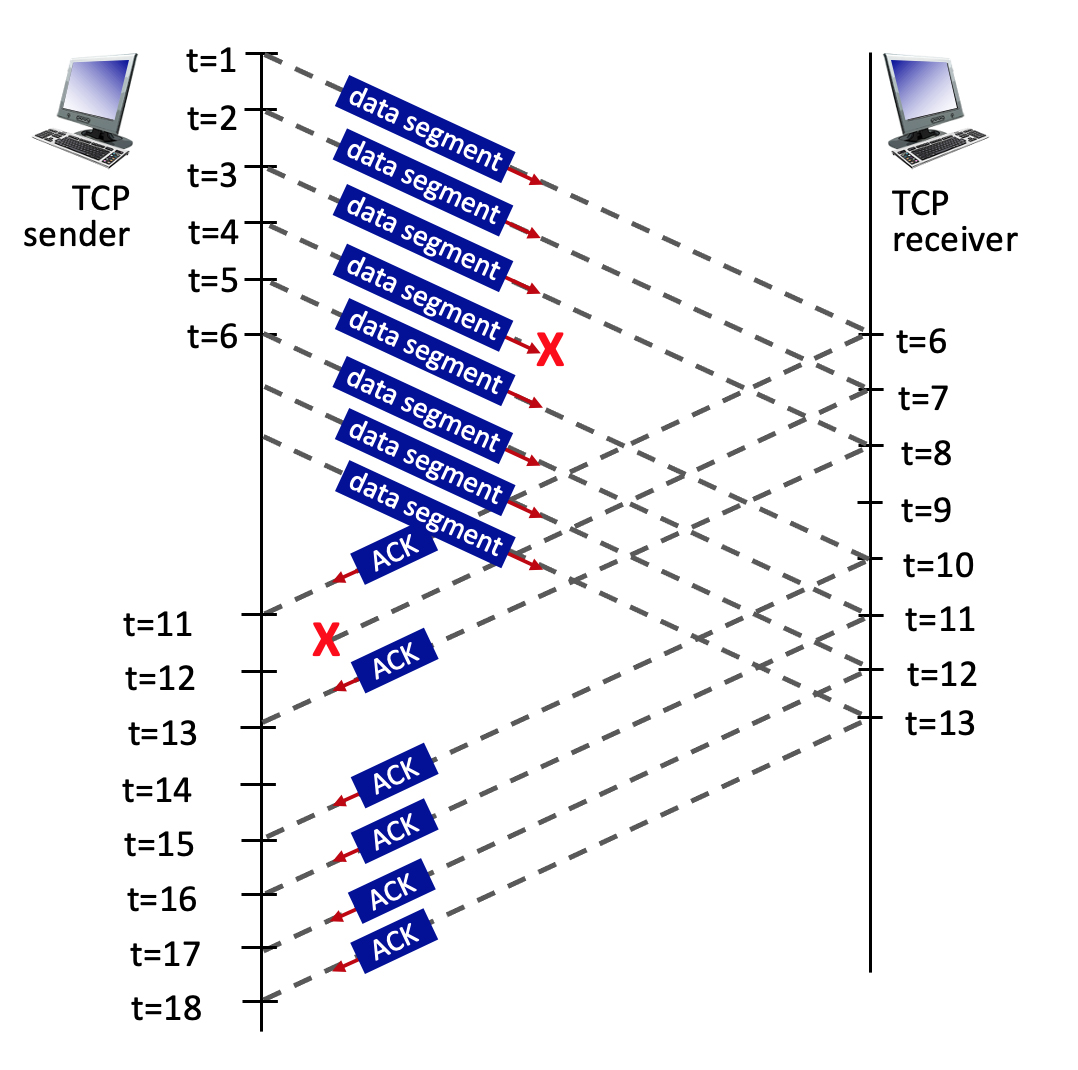 t=1
t=2
t=3
t=4
t=5
t=6
TCP
sender
data segment
data segment
data segment
data segment
X
data segment
data segment
data segment
data segment
TCP
receiver
t=6
t=7
t=8
t=9
t=10
t=11
t=12
t=13
ACK
t=11
X
t=12
ACK
t=13
t=14
ACK
t=15
ACK
t=16
ACK
t=17
ACK
t=18